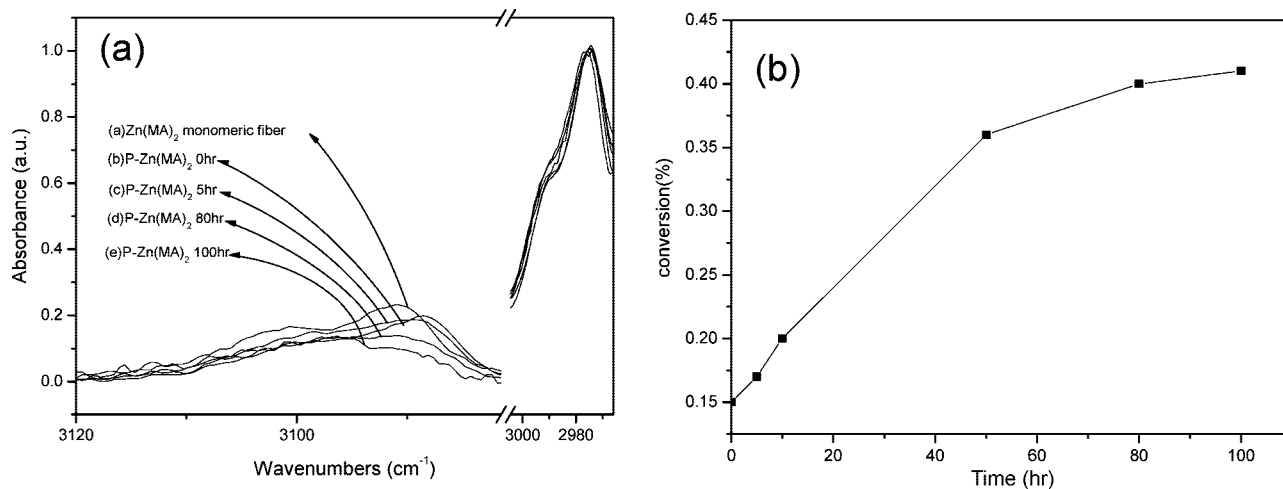 (a)
1.0
0.8
0.6
0.4
0.2
0.0
Absorbance (a.u.)
(a)Zn(MA)₂ monomeric fiber
(b)P-Zn(MA)₂ 0hr
(c)P-Zn(MA)₂ 5hr
(d)P-Zn(MA)₂ 80hr
(e)P-Zn(MA)₂ 100hr
3120 3100 3000 2980
Wavenumbers (cm⁻¹)
(b)
0.45
0.40
0.35
0.30
0.25
0.20
0.15
conversion(%)
0 20 40 60 80 100
Time (hr)